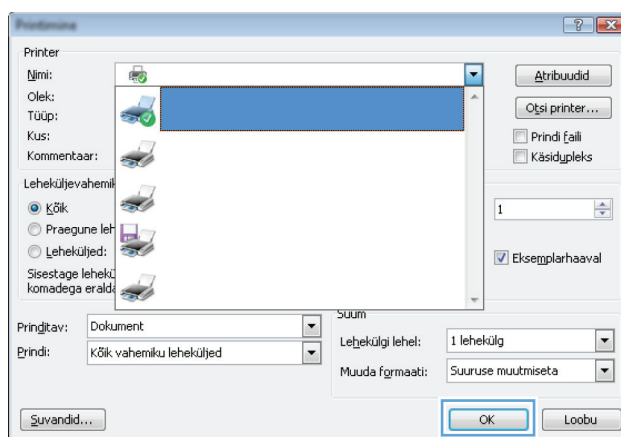 Printimine
Printer
Nimi:
Atribuudid
Olek:
Otsi printer...
Tüüp:
Kus:
Prindi faili
Kommentaar:
Käsidupleks
Leheküljevahemik
Kõik
1
Praegune leh
Leheküljed:
Eksemplarhaaval
Sisestage lehekü
komadega eralda
Suum
Prinditav: Dokument
Lehekülgi lehel: 1 lehekülg
Prindi: Kõik vahemiku leheküljed
Muuda formaati: Suuruse muutmiseta
Suvandid...
OK
Loobu